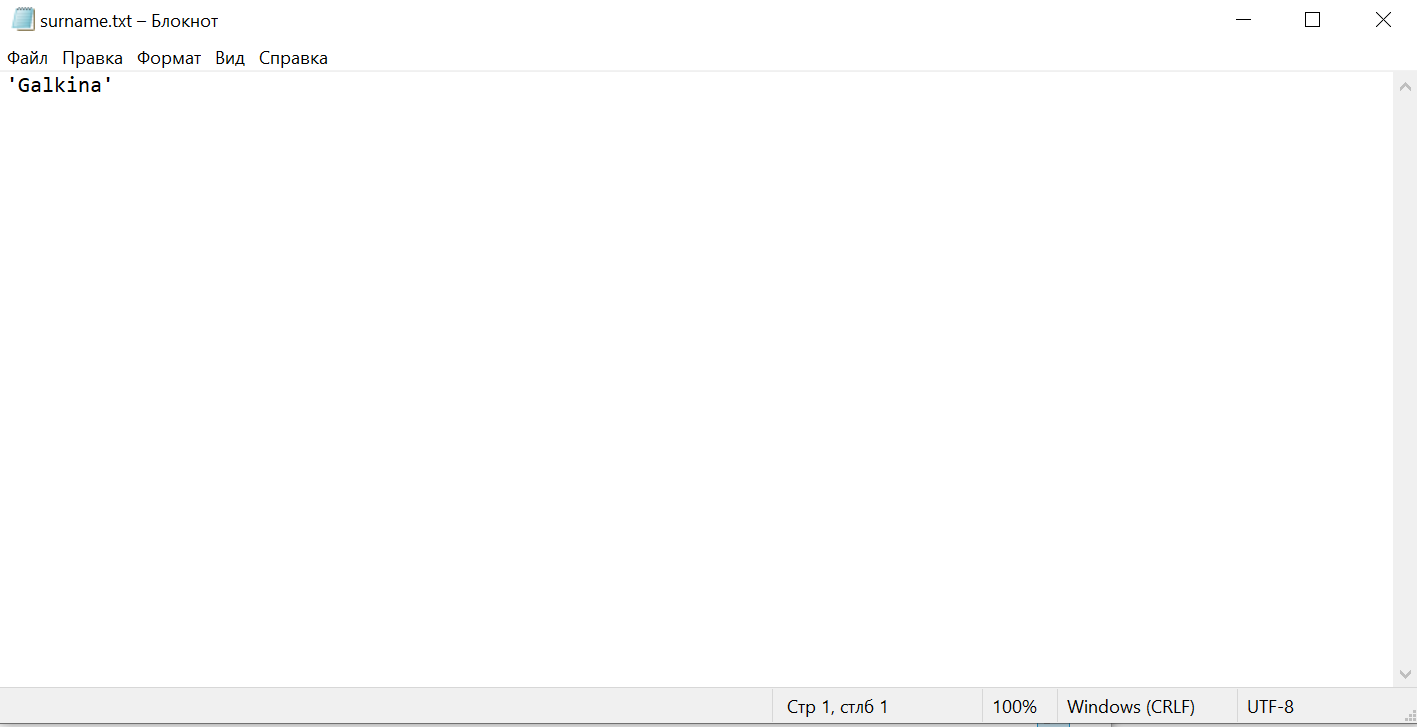 surname.txt – Блокнот
Файл Правка Формат Вид Справка
'Galkina'
Стр 1, стлб 1 100% Windows (CRLF) UTF-8